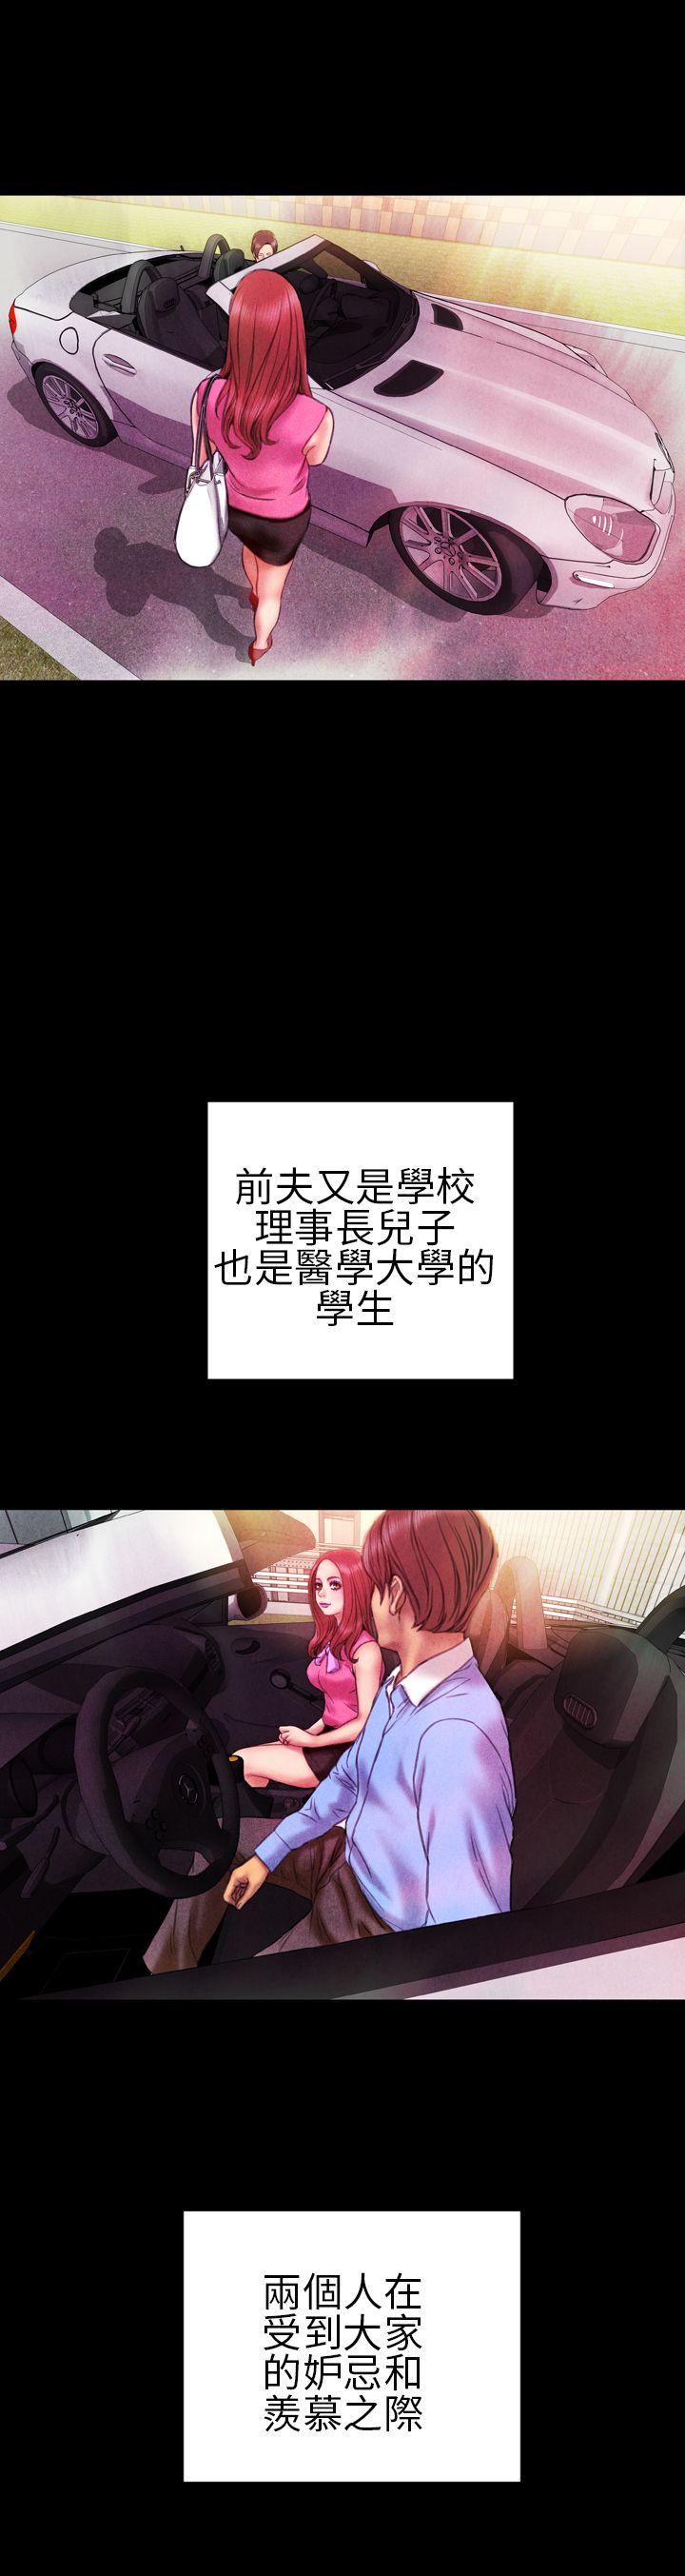 前夫又是學校
理事長兒子
也是醫學大學的
學生
兩個人在
受到大家
的妒忌和
羨慕之際